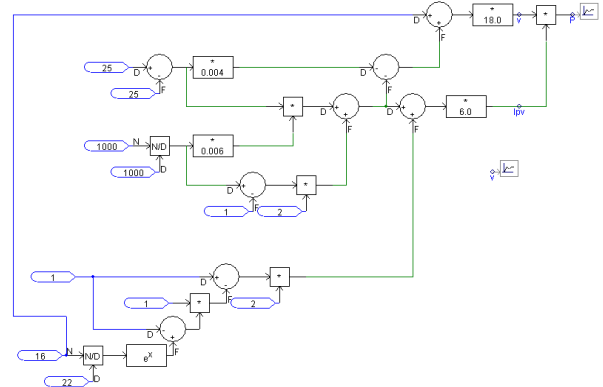 D + F * 18.0 v * P
25 D + - F * 0.004 D - - F
25
* D + + F D + + F * 6.0 Ipv
1000 N N/D * 0.006
1000 D
D + - F * v
1 2
1 D + - F *
1 * 2
D - + F
16 N N/D e^x
22 D